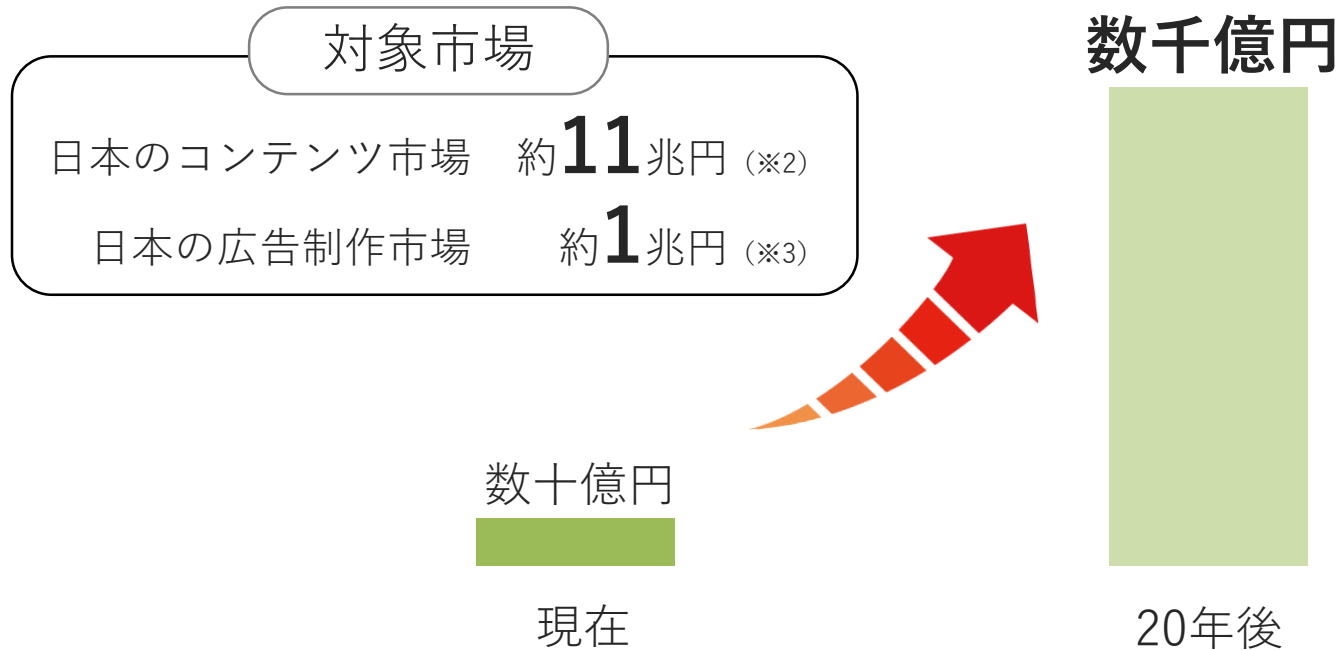 対象市場
日本のコンテンツ市場 約11兆円 (※2)
日本の広告制作市場 約1兆円 (※3)
数千億円
数十億円
現在
20年後